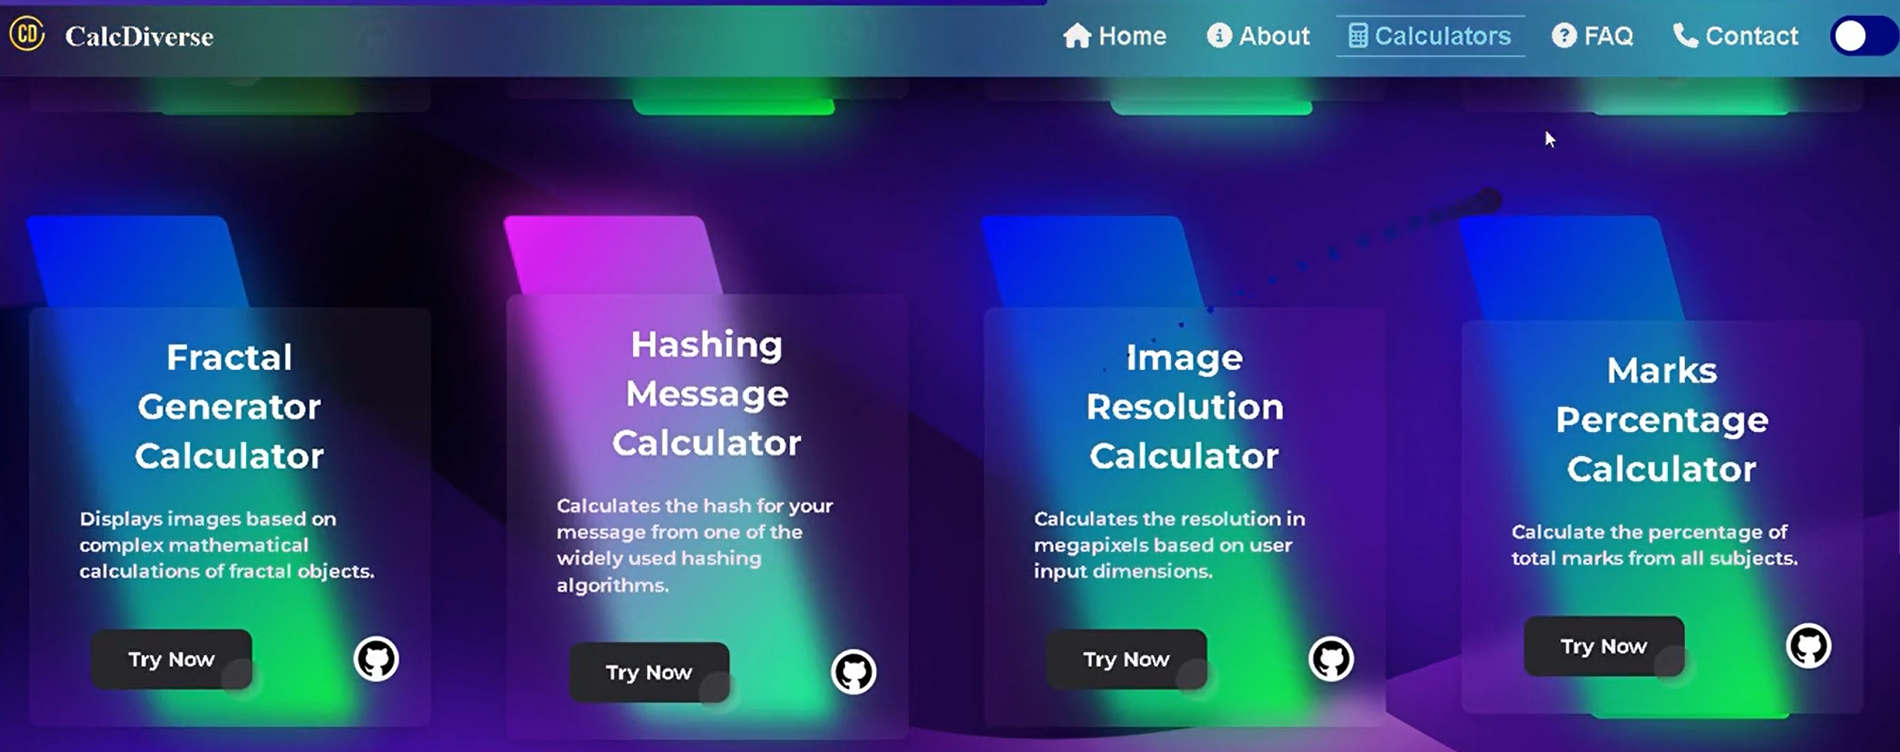 CD CalcDiverse Home About Calculators FAQ Contact
Fractal
Generator
Calculator
Displays images based on
complex mathematical
calculations of fractal objects.
Try Now
Hashing
Message
Calculator
Calculates the hash for your
message from one of the
widely used hashing
algorithms.
Try Now
Image
Resolution
Calculator
Calculates the resolution in
megapixels based on user
input dimensions.
Try Now
Marks
Percentage
Calculator
Calculate the percentage of
total marks from all subjects.
Try Now